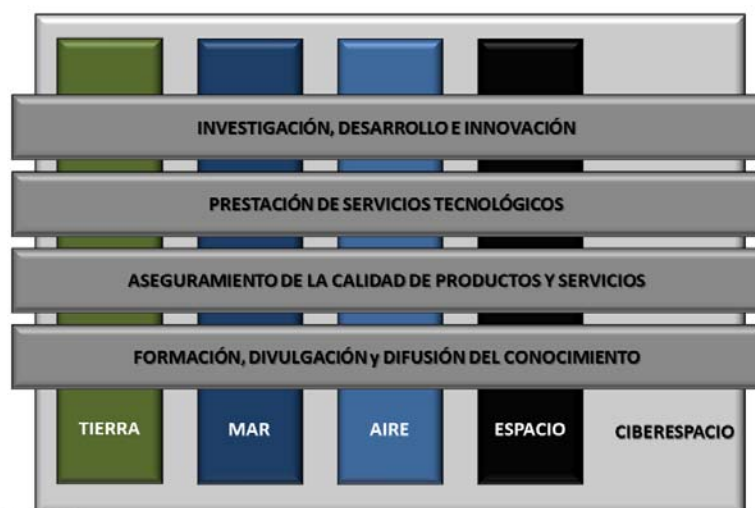 INVESTIGACIÓN, DESARROLLO E INNOVACIÓN
PRESTACIÓN DE SERVICIOS TECNOLÓGICOS
ASEGURAMIENTO DE LA CALIDAD DE PRODUCTOS Y SERVICIOS
FORMACIÓN, DIVULGACIÓN y DIFUSIÓN DEL CONOCIMIENTO
TIERRA MAR AIRE ESPACIO CIBERESPACIO